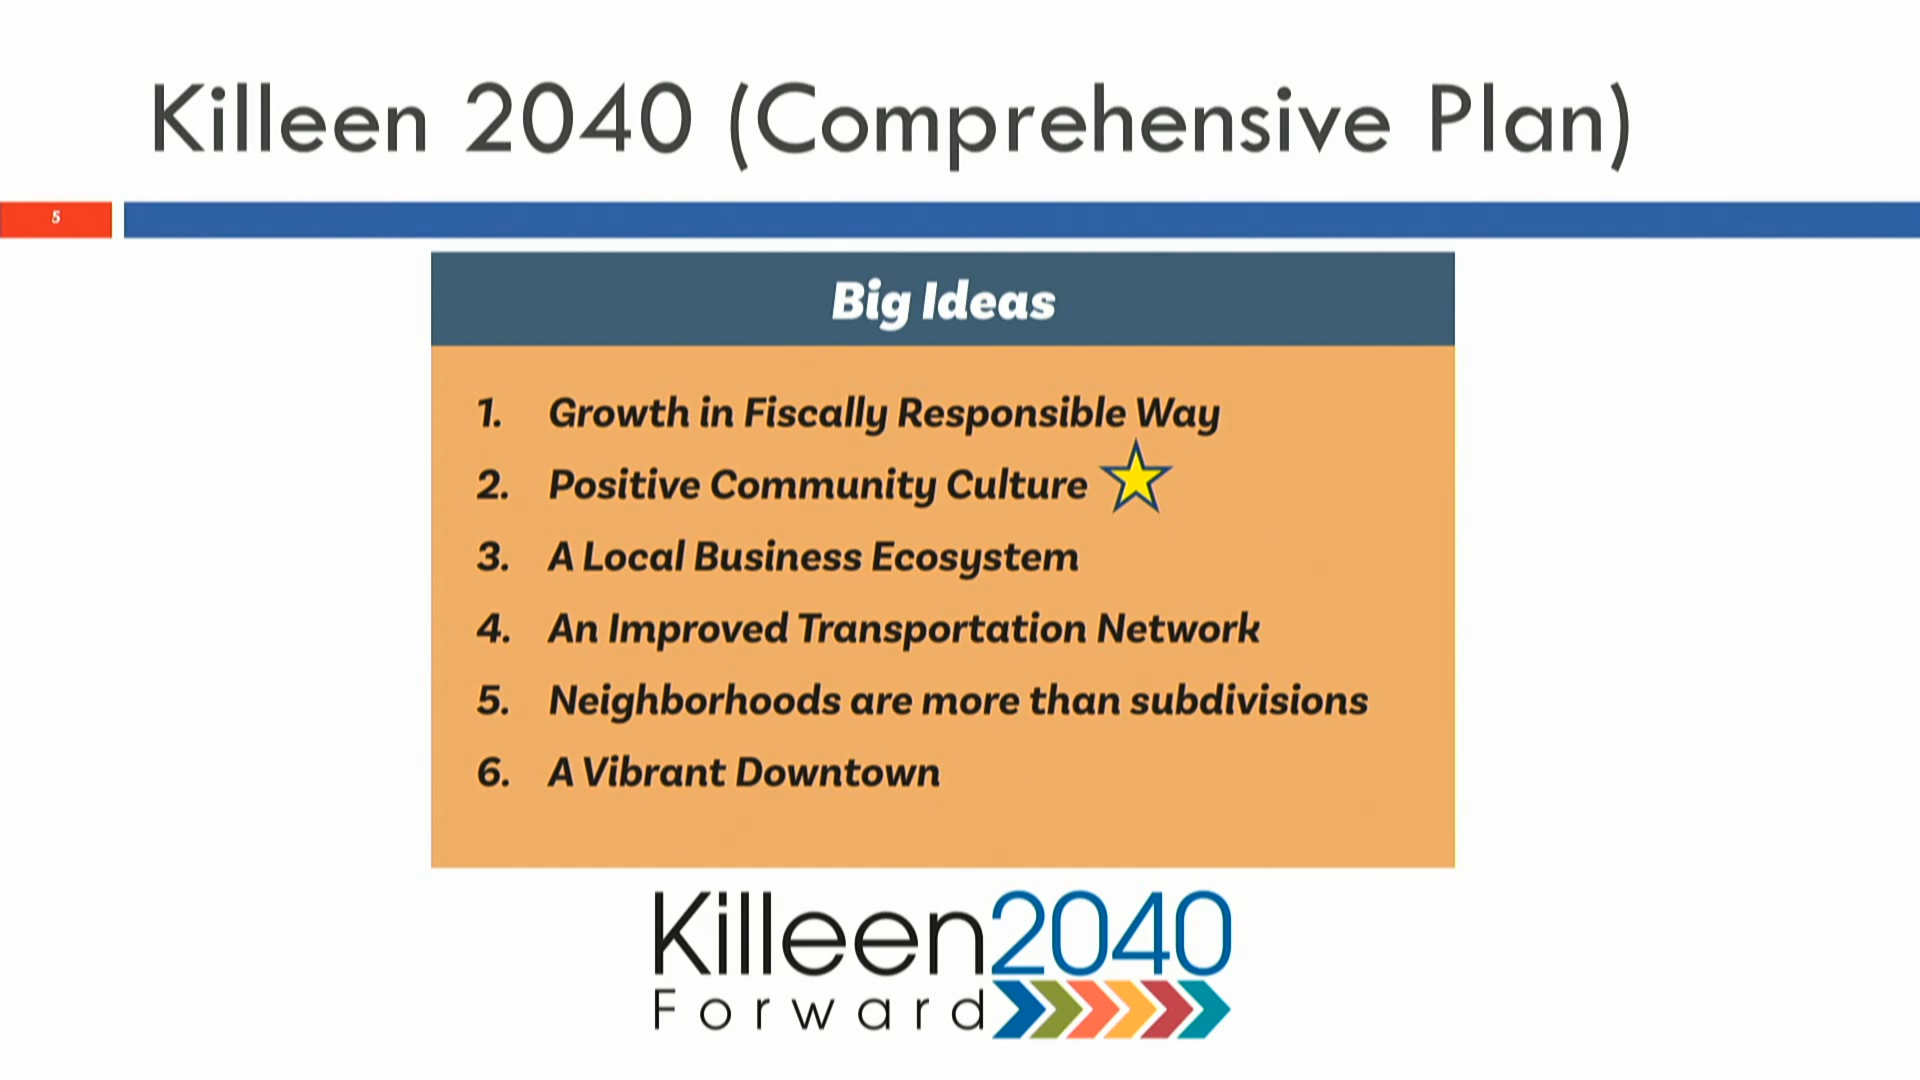 Killeen 2040 (Comprehensive Plan)
5
Big Ideas
1. Growth in Fiscally Responsible Way
2. Positive Community Culture
3. A Local Business Ecosystem
4. An Improved Transportation Network
5. Neighborhoods are more than subdivisions
6. A Vibrant Downtown
Killeen2040
Forward